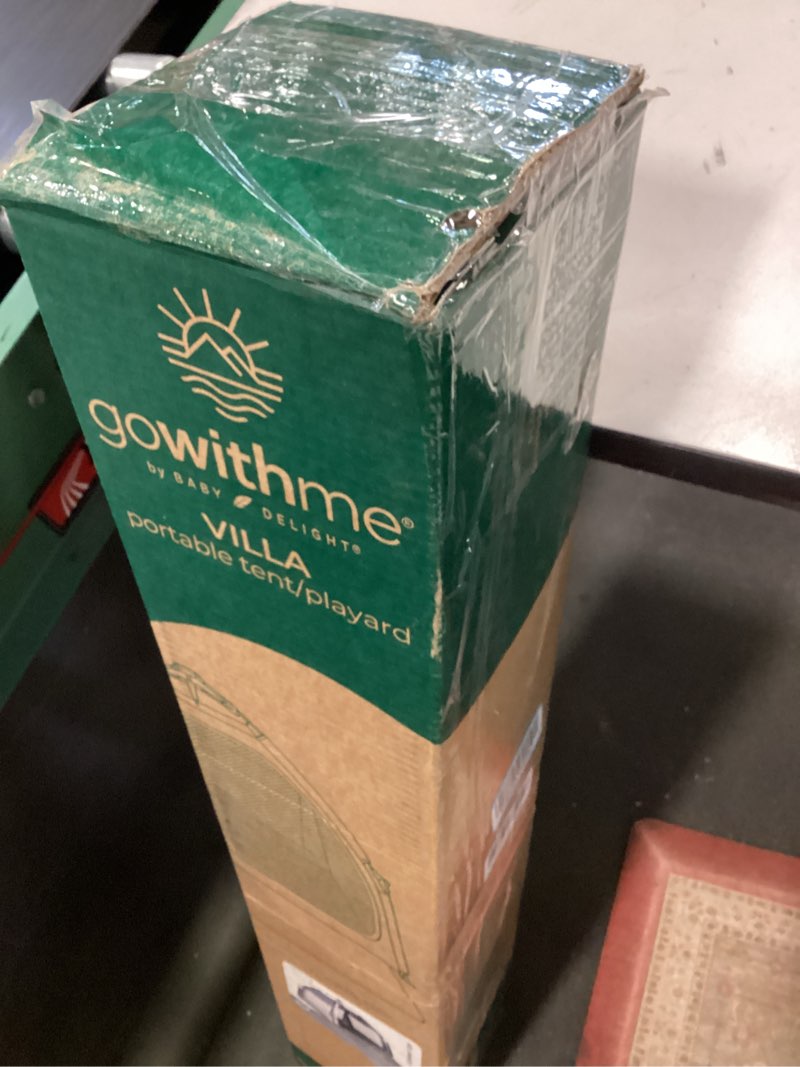 gowithme®
by BABY DELIGHT®
VILLA
portable tent/playard